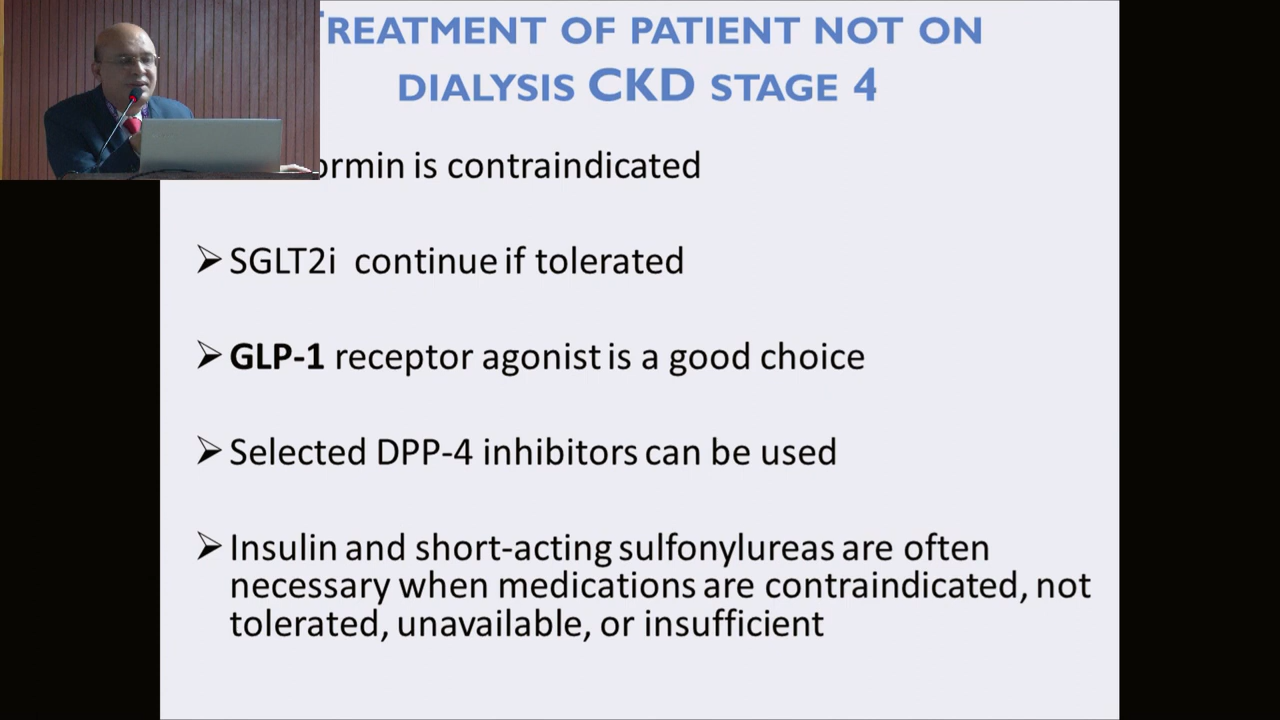 TREATMENT OF PATIENT NOT ON
DIALYSIS CKD STAGE 4
ormin is contraindicated
➢ SGLT2i continue if tolerated
➢ GLP-1 receptor agonist is a good choice
➢ Selected DPP-4 inhibitors can be used
➢ Insulin and short-acting sulfonylureas are often
necessary when medications are contraindicated, not
tolerated, unavailable, or insufficient